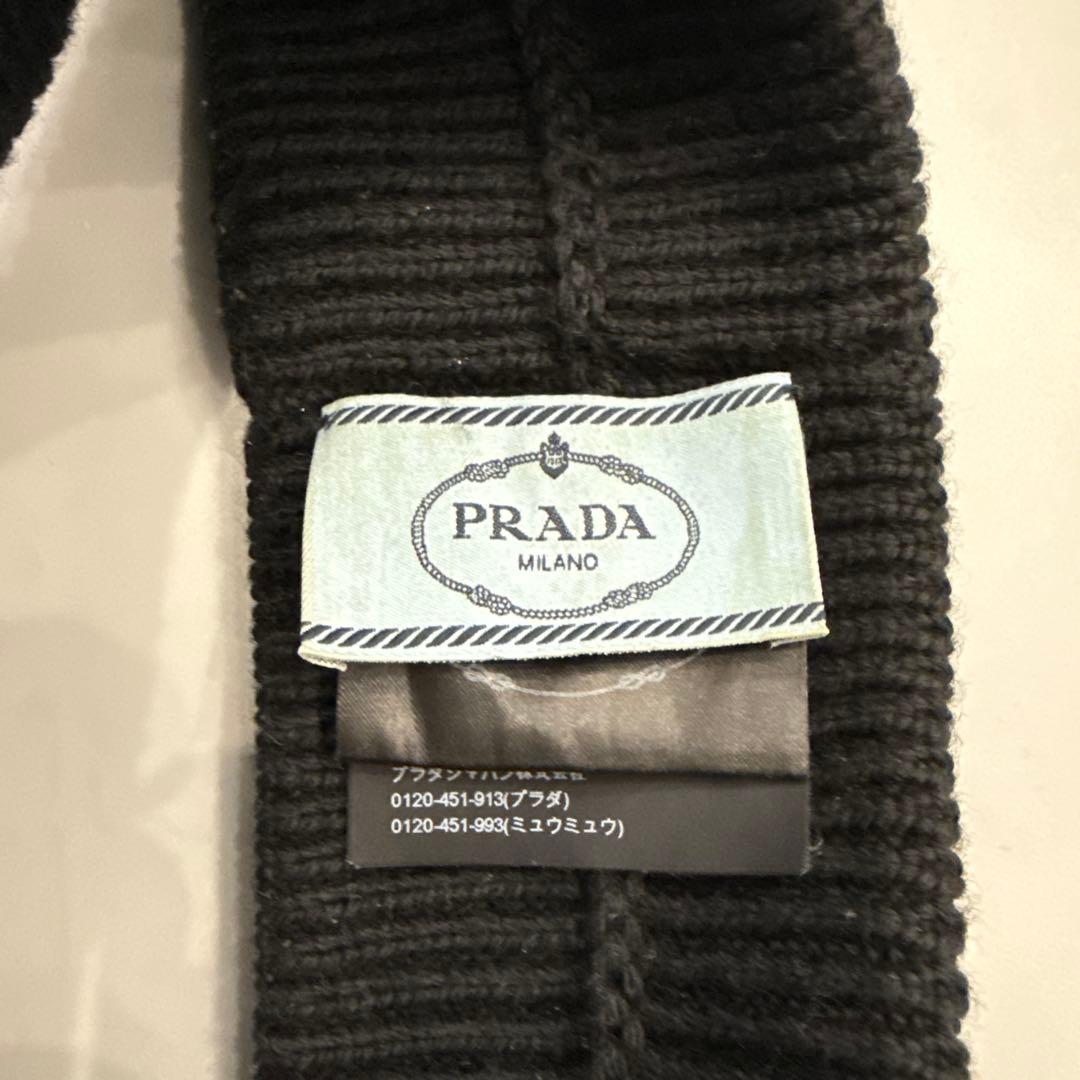 PRADA
MILANO
プラダジャパン株式会社
0120-451-913(プラダ)
0120-451-993(ミュウミュウ)